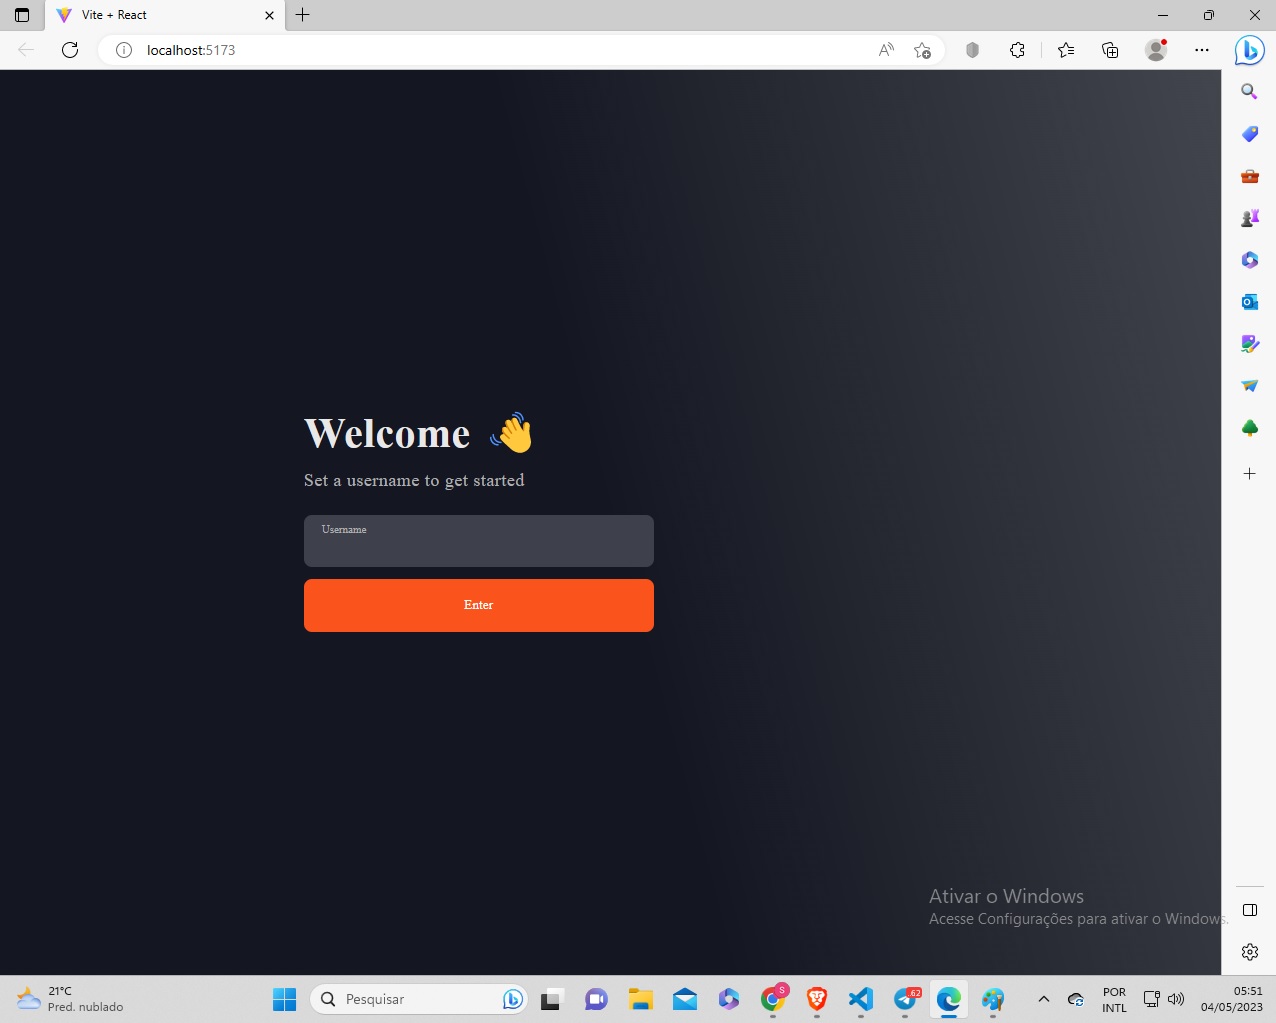 Vite + React
localhost:5173
Welcome 👋
Set a username to get started
Username
Enter
Ativar o Windows
Acesse Configurações para ativar o Windows.
21°C
Pred. nublado
Pesquisar
S
62
POR
INTL
05:51
04/05/2023